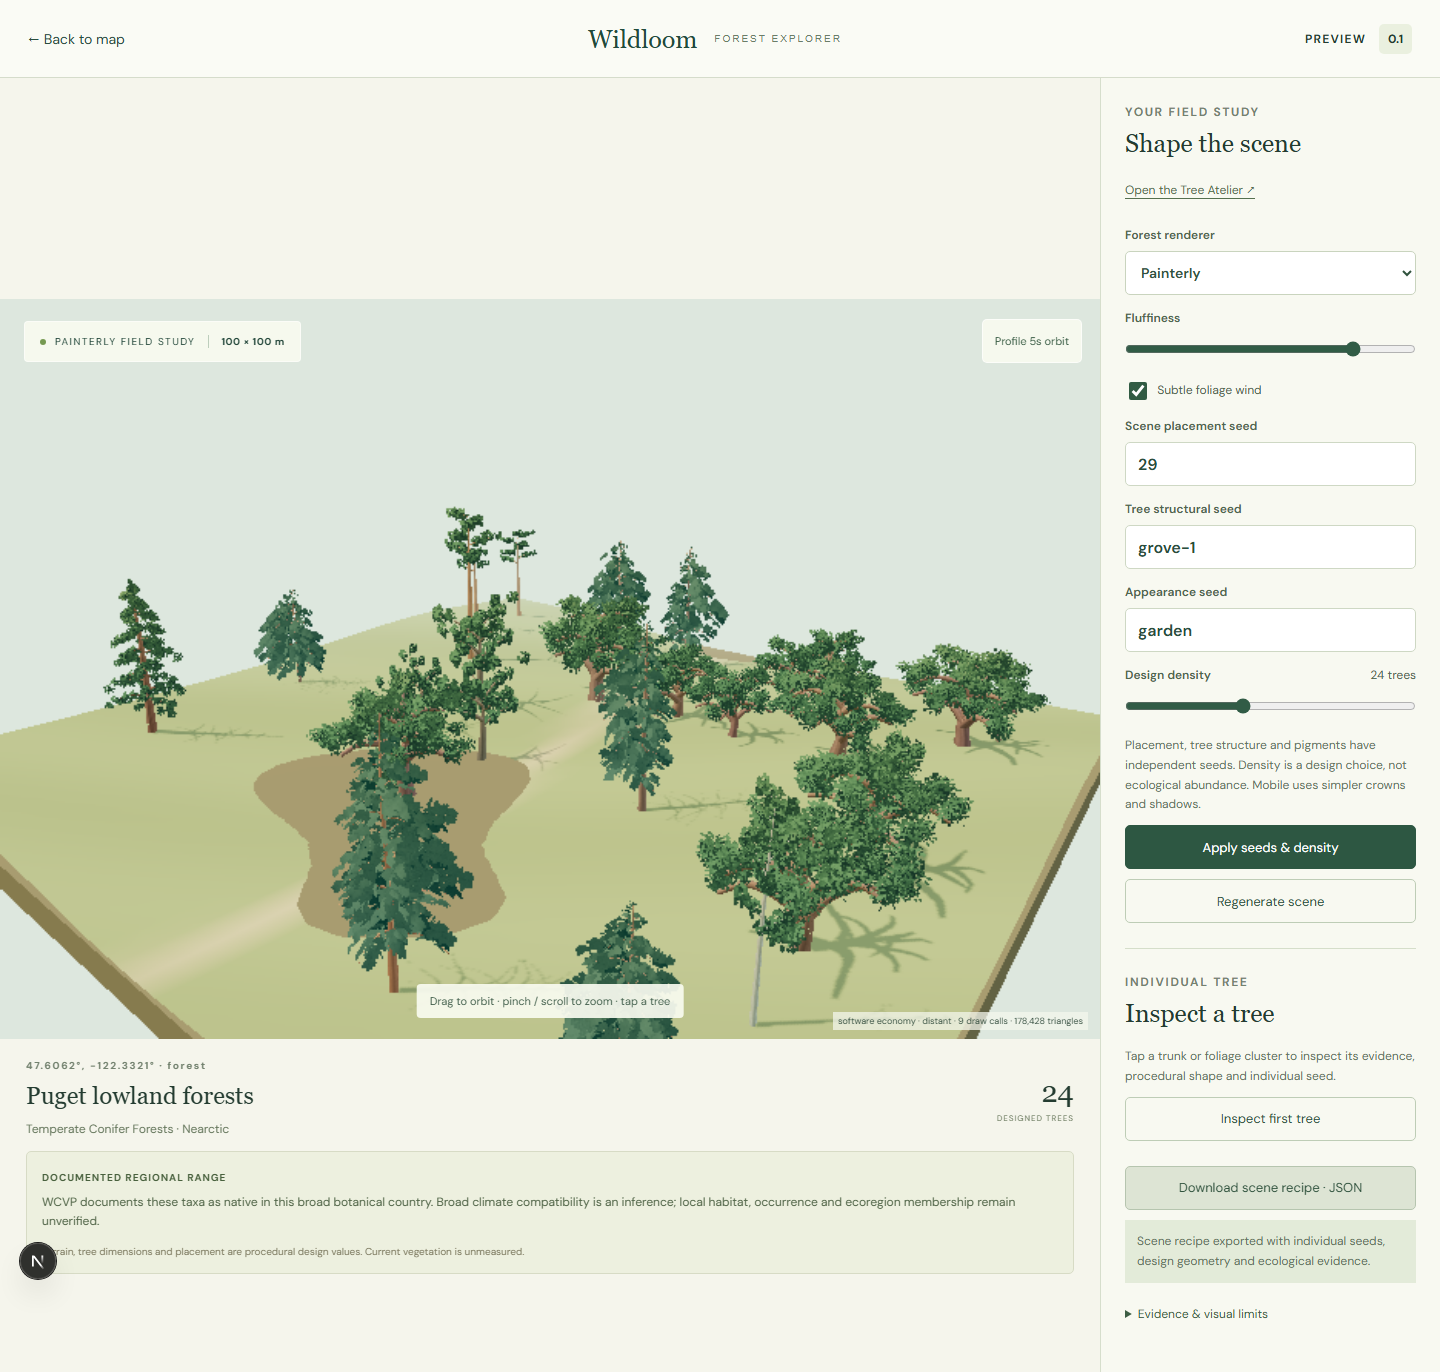 ← Back to map
Wildloom FOREST EXPLORER
PREVIEW 0.1
PAINTERLY FIELD STUDY 100 × 100 m
Profile 5s orbit
Drag to orbit · pinch / scroll to zoom · tap a tree
software economy · distant · 9 draw calls · 178,428 triangles
47.6062°, -122.3321° · forest
Puget lowland forests
Temperate Conifer Forests · Nearctic
24
DESIGNED TREES
DOCUMENTED REGIONAL RANGE
WCVP documents these taxa as native in this broad botanical country. Broad climate compatibility is an inference; local habitat, occurrence and ecoregion membership remain
unverified.
rain, tree dimensions and placement are procedural design values. Current vegetation is unmeasured.
N
YOUR FIELD STUDY
Shape the scene
Open the Tree Atelier ↗
Forest renderer
Painterly
Fluffiness
Subtle foliage wind
Scene placement seed
29
Tree structural seed
grove-1
Appearance seed
garden
Design density 24 trees
Placement, tree structure and pigments have
independent seeds. Density is a design choice, not
ecological abundance. Mobile uses simpler crowns
and shadows.
Apply seeds & density
Regenerate scene
INDIVIDUAL TREE
Inspect a tree
Tap a trunk or foliage cluster to inspect its evidence,
procedural shape and individual seed.
Inspect first tree
Download scene recipe · JSON
Scene recipe exported with individual seeds,
design geometry and ecological evidence.
Evidence & visual limits